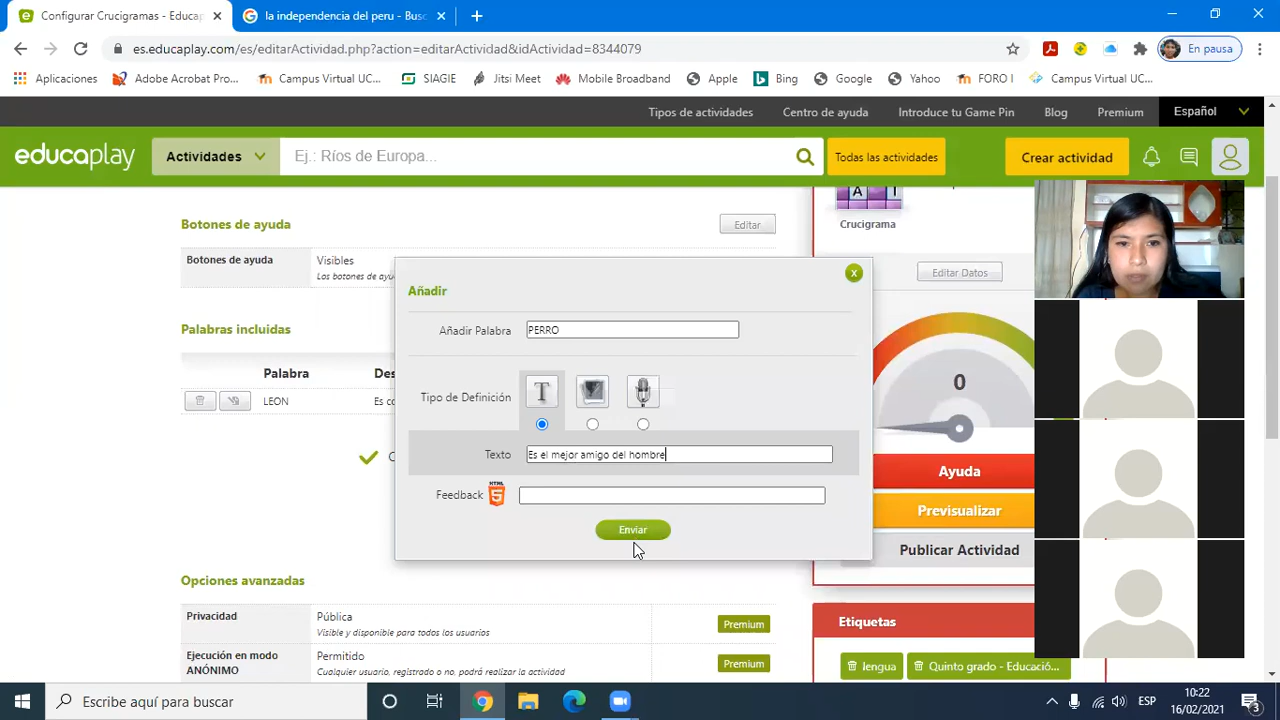 Configurar Crucigramas - Educap
la independencia del peru - Busc
es.educaplay.com/es/editarActividad.php?action=editarActividad&idActividad=8344079
En pausa
Aplicaciones
Adobe Acrobat Pro...
Campus Virtual UC...
SIAGIE
Jitsi Meet
Mobile Broadband
Apple
Bing
Google
Yahoo
FORO I
Campus Virtual UC...
Tipos de actividades
Centro de ayuda
Introduce tu Game Pin
Blog
Premium
Español
educaplay
Actividades
Ej.: Ríos de Europa...
Todas las actividades
Crear actividad
Botones de ayuda
Editar
Botones de ayuda
Visibles
Los botones de ayu
Palabras incluidas
Palabra
Des
LEON
Es co
A
I
Crucigrama
Editar Datos
0
Añadir
x
Añadir Palabra
PERRO
Tipo de Definición
T
Texto
Es el mejor amigo del hombre
Feedback
HTML
5
Enviar
Ayuda
Previsualizar
Publicar Actividad
Opciones avanzadas
Privacidad
Pública
Visible y disponible para todos los usuarios
Premium
Ejecución en modo
ANÓNIMO
Permitido
Cualquier usuario, registrado o no, podrá realizar la actividad
Premium
Etiquetas
lengua
Quinto grado - Educació...
Escribe aquí para buscar
ESP
10:22
16/02/2021
3